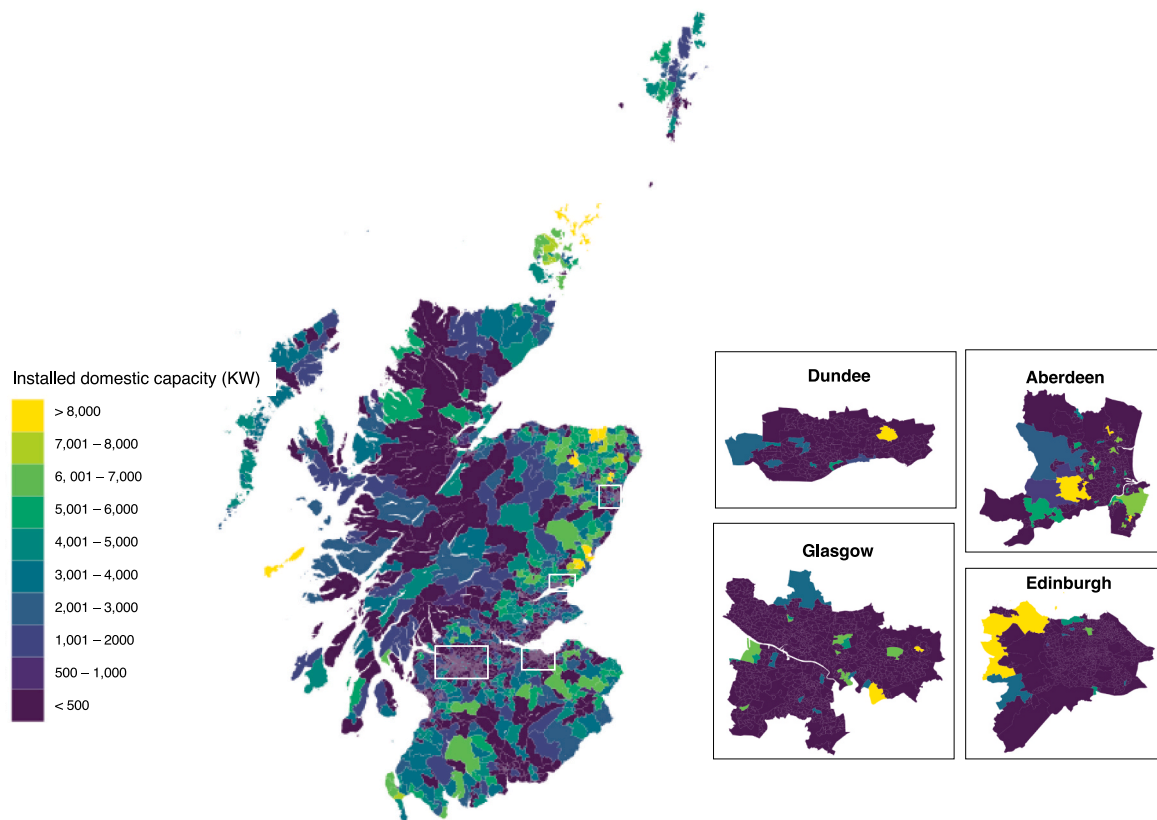 Installed domestic capacity (KW)
> 8,000
7,001 – 8,000
6, 001 – 7,000
5,001 – 6,000
4,001 – 5,000
3,001 – 4,000
2,001 – 3,000
1,001 – 2000
500 – 1,000
< 500
Dundee
Aberdeen
Glasgow
Edinburgh